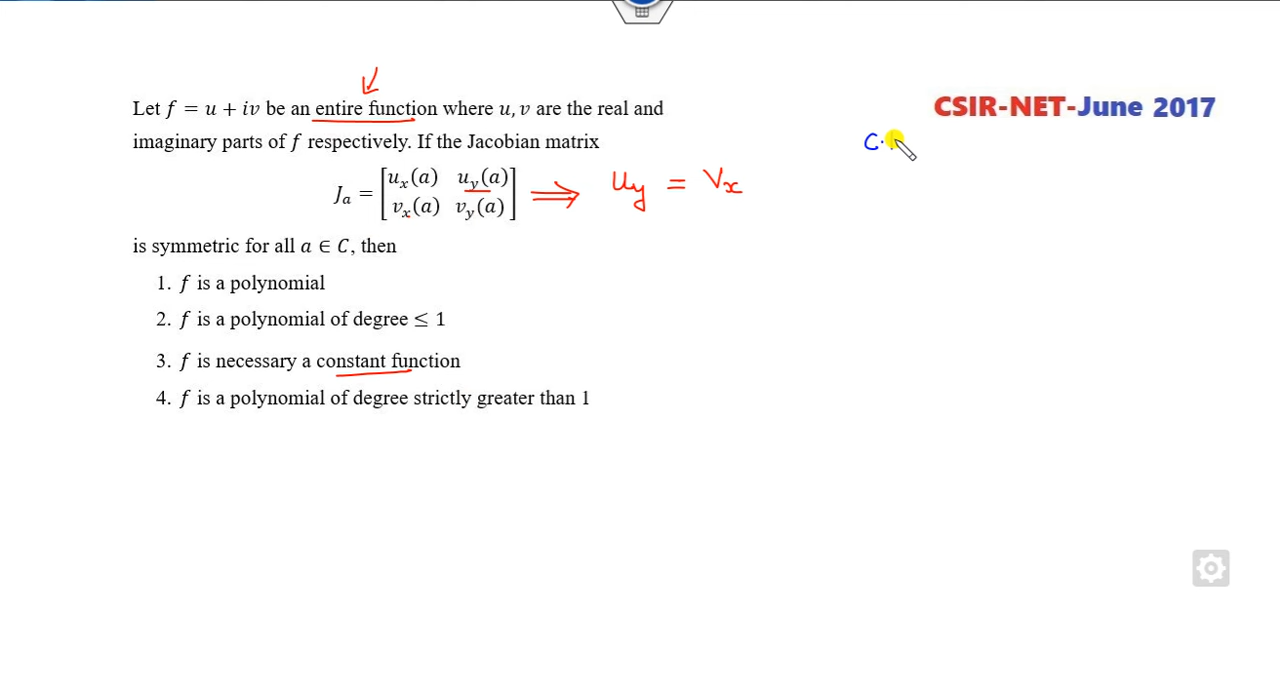 Let f = u + iv be an entire function where u, v are the real and
CSIR-NET-June 2017
imaginary parts of f respectively. If the Jacobian matrix
C.
J_a = [u_x(a) u_y(a)
v_x(a) v_y(a)] ⟹ u_y = v_x
is symmetric for all a ∈ C, then
1. f is a polynomial
2. f is a polynomial of degree ≤ 1
3. f is necessary a constant function
4. f is a polynomial of degree strictly greater than 1